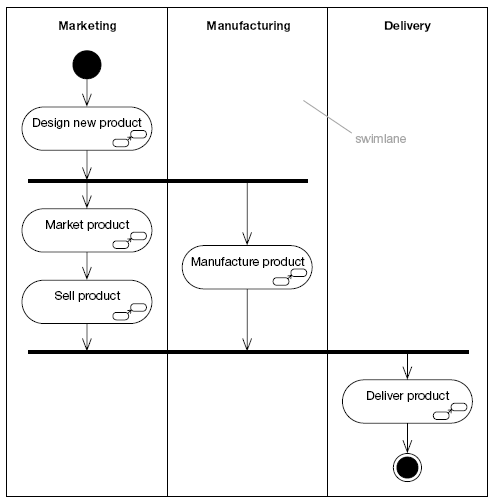 Marketing
Manufacturing
Delivery
Design new product
swimlane
Market product
Manufacture product
Sell product
Deliver product